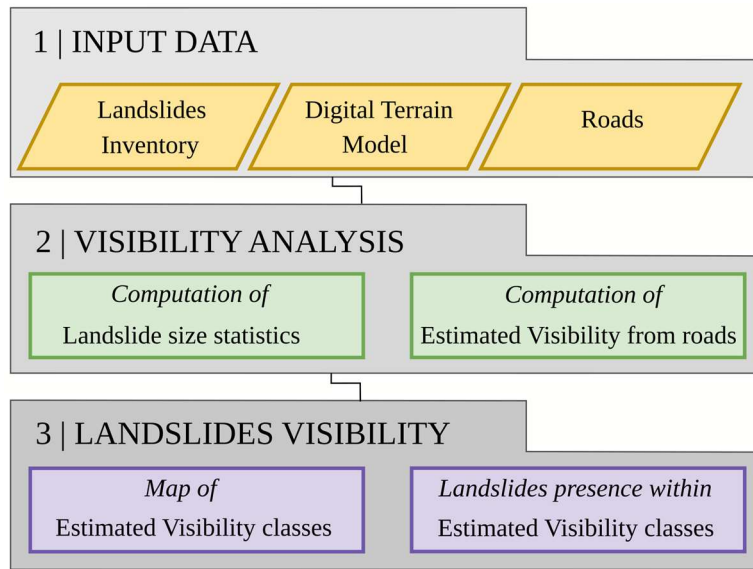 1 | INPUT DATA
Landslides
Inventory
Digital Terrain
Model
Roads
2 | VISIBILITY ANALYSIS
Computation of
Landslide size statistics
Computation of
Estimated Visibility from roads
3 | LANDSLIDES VISIBILITY
Map of
Estimated Visibility classes
Landslides presence within
Estimated Visibility classes